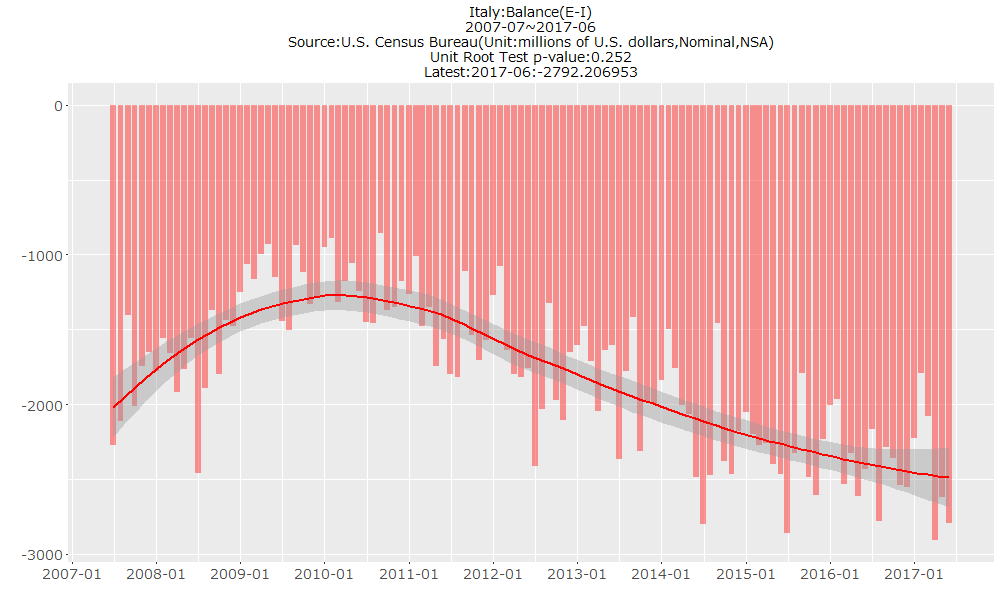 Italy:Balance(E-I)
2007-07~2017-06
Source:U.S. Census Bureau(Unit:millions of U.S. dollars,Nominal,NSA)
Unit Root Test p-value:0.252
Latest:2017-06:-2792.206953
0
-1000
-2000
-3000
2007-01 2008-01 2009-01 2010-01 2011-01 2012-01 2013-01 2014-01 2015-01 2016-01 2017-01